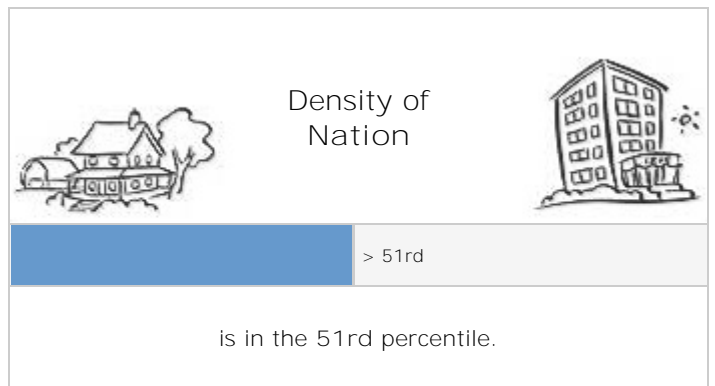 Density of
Nation
> 51rd
is in the 51rd percentile.